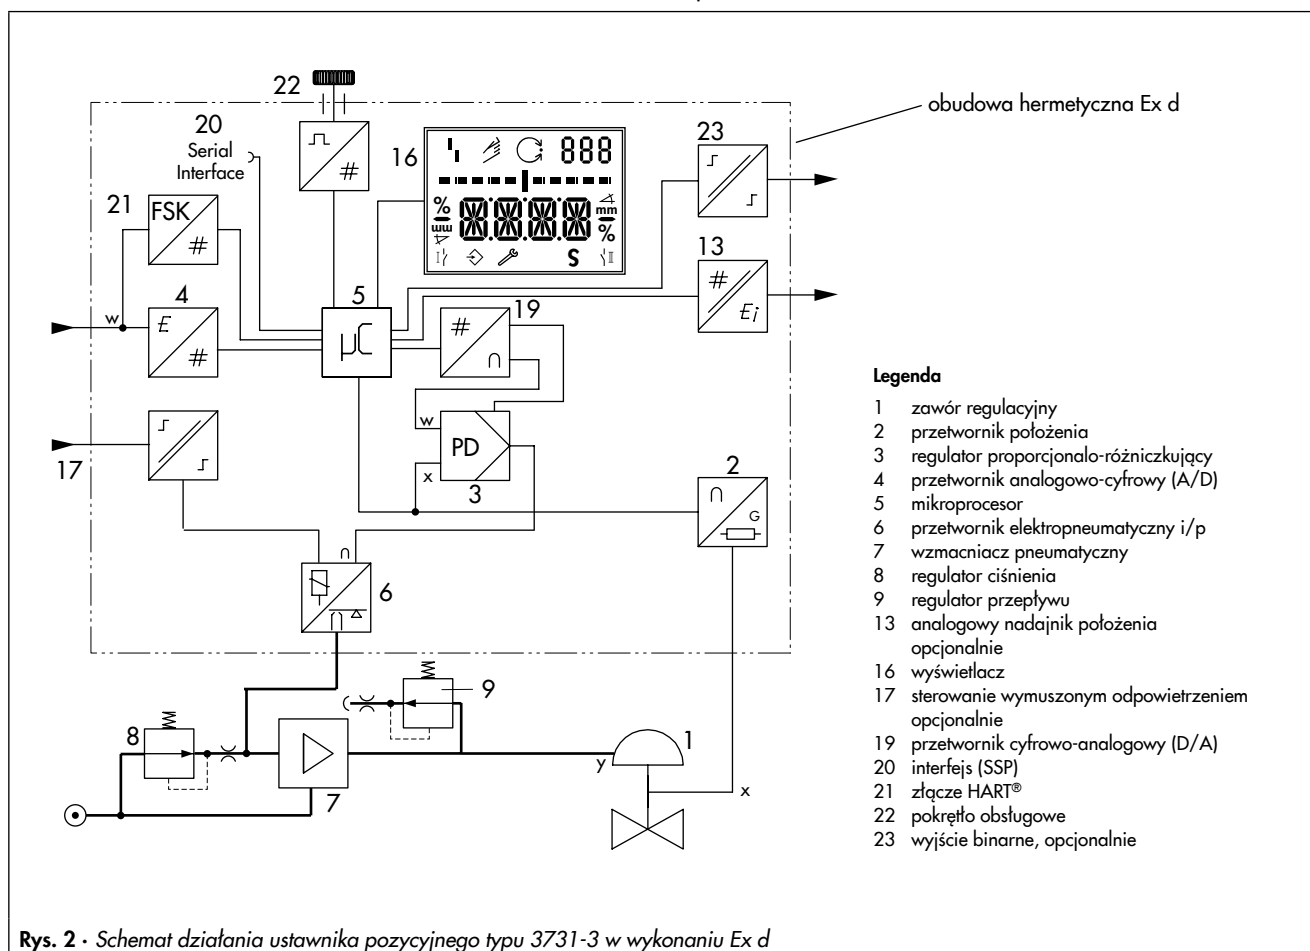 22
obudowa hermetyczna Ex d
20
Serial
Interface
16
888
23
%
mm
mm
%
S
I
II
21
FSK
#
#
13
#
E i
w
4
E
#
5
µC
19
#
∩
w
PD
x
3
17
2
∩
G
∩
6
8
9
7
1
y
x
Legenda
1 zawór regulacyjny
2 przetwornik położenia
3 regulator proporcjonalo-różniczkujący
4 przetwornik analogowo-cyfrowy (A/D)
5 mikroprocesor
6 przetwornik elektropneumatyczny i/p
7 wzmacniacz pneumatyczny
8 regulator ciśnienia
9 regulator przepływu
13 analogowy nadajnik położenia
opcjonalnie
16 wyświetlacz
17 sterowanie wymuszonym odpowietrzeniem
opcjonalnie
19 przetwornik cyfrowo-analogowy (D/A)
20 interfejs (SSP)
21 złącze HART®
22 pokrętło obsługowe
23 wyjście binarne, opcjonalnie
Rys. 2 · Schemat działania ustawnika pozycyjnego typu 3731-3 w wykonaniu Ex d